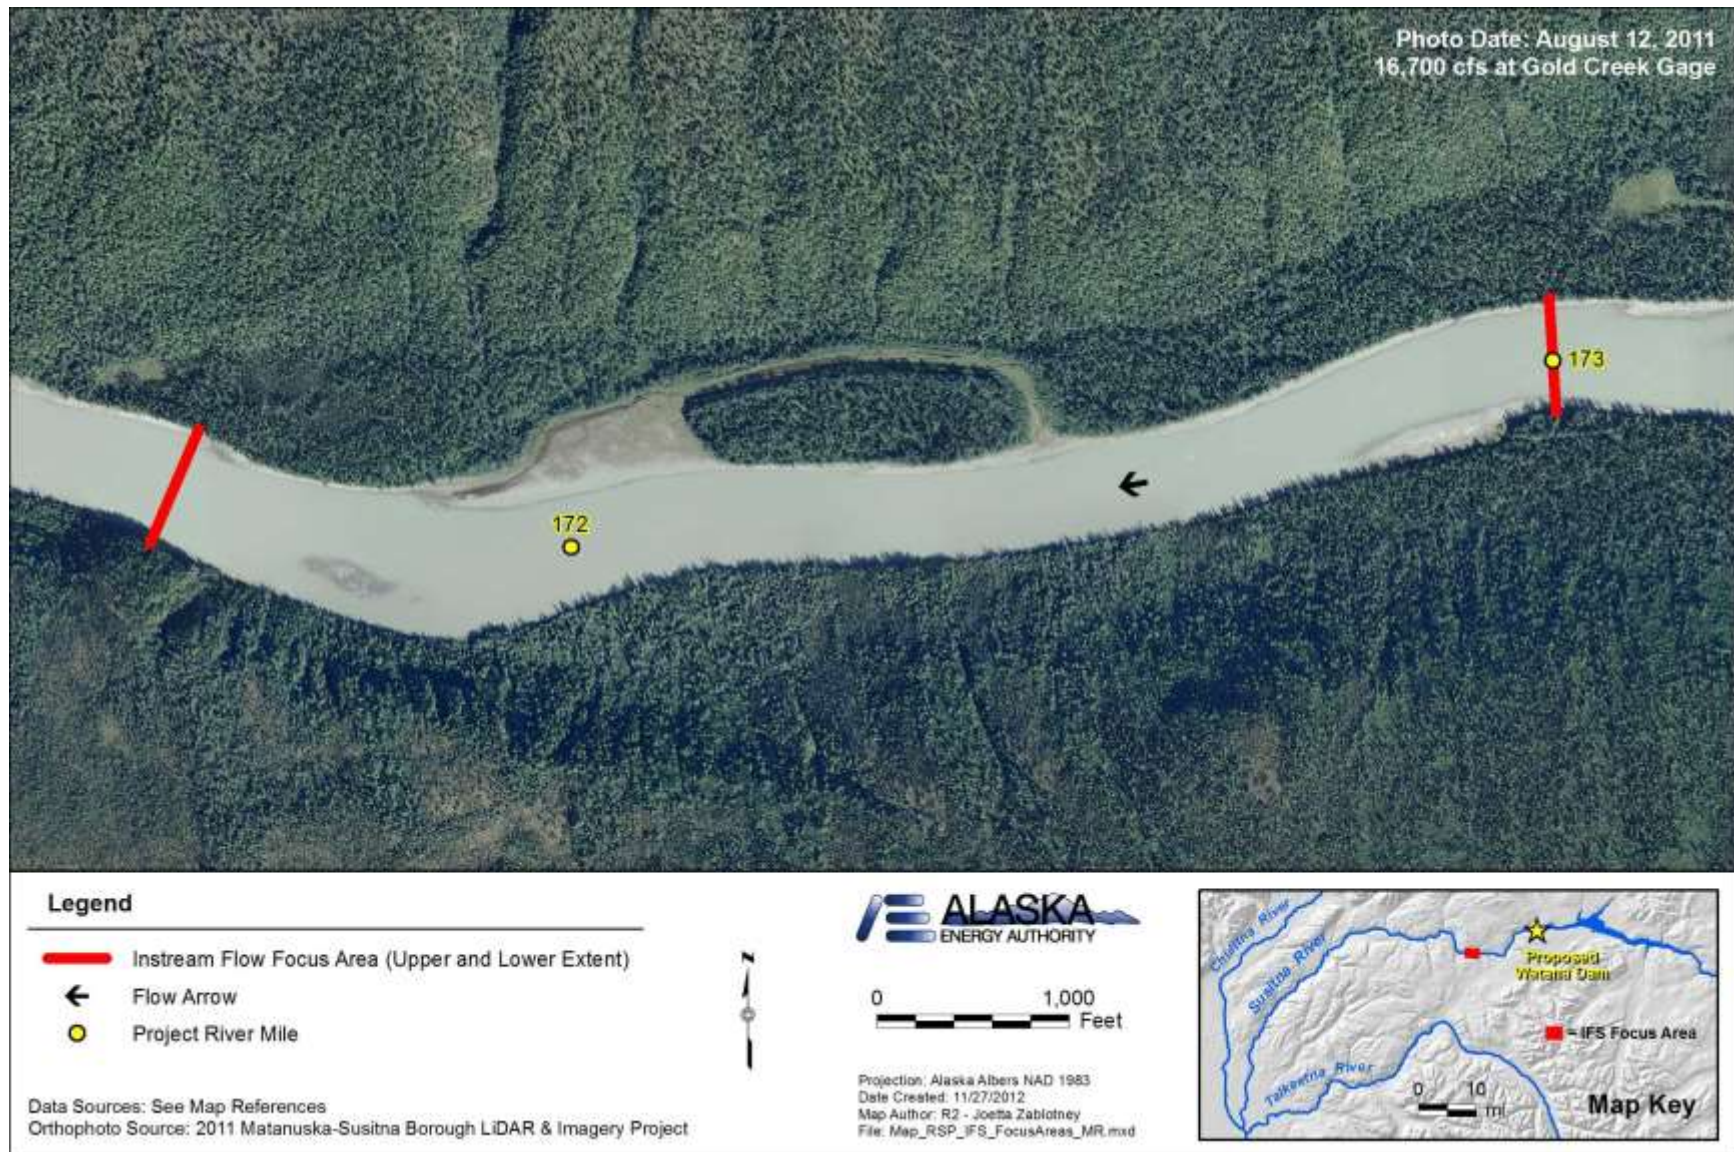 Photo Date: August 12, 2011
16,700 cfs at Gold Creek Gage
173
172
Legend
Instream Flow Focus Area (Upper and Lower Extent)
Flow Arrow
Project River Mile
Data Sources: See Map References
Orthophoto Source: 2011 Matanuska-Susitna Borough LiDAR & Imagery Project
N
ALASKA
ENERGY AUTHORITY
0 1,000
Feet
Projection: Alaska Albers NAD 1983
Date Created: 11/27/2012
Map Author: R2 - Joetta Zablotney
File: Map_RSP_IFS_FocusAreas_MR.mxd
Chulitna River
Susitna River
Proposed
Watana Dam
= IFS Focus Area
Talkeetna River
0 10
mi
Map Key